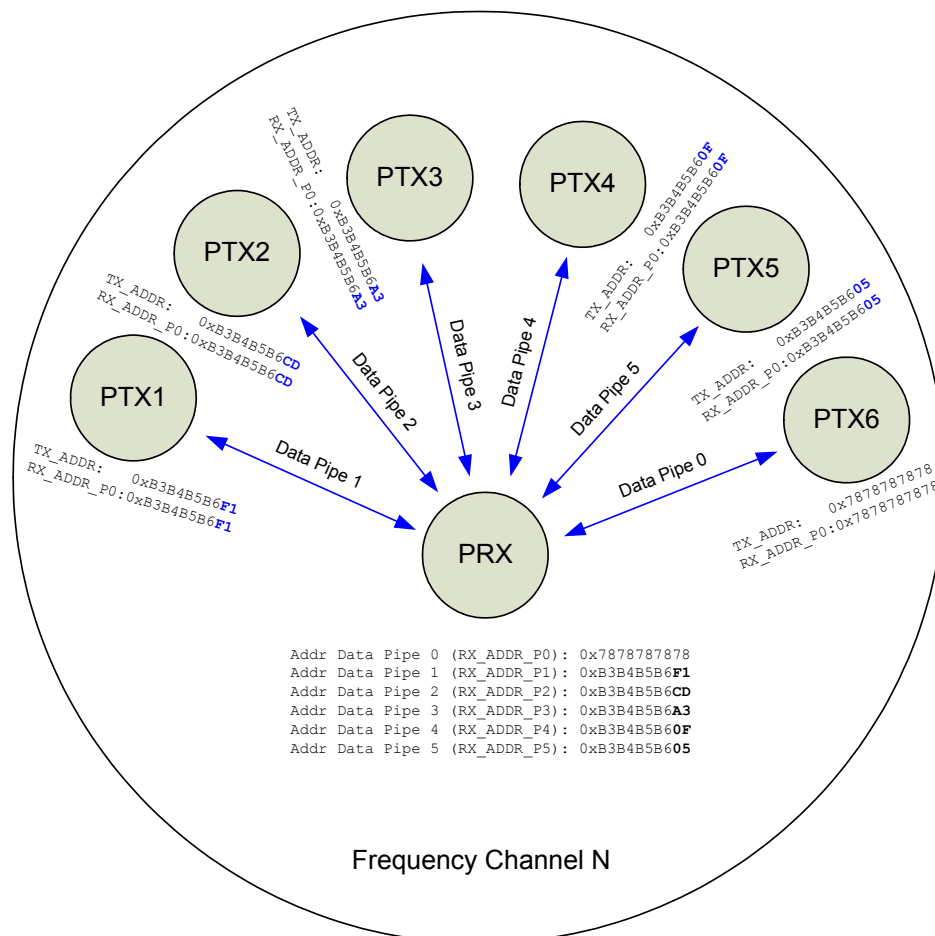 PTX3
PTX4
TX_ADDR: 0xB3B4B5B6A3
RX_ADDR_P0:0xB3B4B5B6A3
TX_ADDR: 0xB3B4B5B60F
RX_ADDR_P0:0xB3B4B5B60F
PTX2
PTX5
TX_ADDR: 0xB3B4B5B6CD
RX_ADDR_P0:0xB3B4B5B6CD
TX_ADDR: 0xB3B4B5B605
RX_ADDR_P0:0xB3B4B5B605
PTX1
PTX6
Data Pipe 1
Data Pipe 2
Data Pipe 3
Data Pipe 4
Data Pipe 5
Data Pipe 0
TX_ADDR: 0xB3B4B5B6F1
RX_ADDR_P0:0xB3B4B5B6F1
TX_ADDR: 0x7878787878
RX_ADDR_P0:0x7878787878
PRX
Addr Data Pipe 0 (RX_ADDR_P0): 0x7878787878
Addr Data Pipe 1 (RX_ADDR_P1): 0xB3B4B5B6F1
Addr Data Pipe 2 (RX_ADDR_P2): 0xB3B4B5B6CD
Addr Data Pipe 3 (RX_ADDR_P3): 0xB3B4B5B6A3
Addr Data Pipe 4 (RX_ADDR_P4): 0xB3B4B5B60F
Addr Data Pipe 5 (RX_ADDR_P5): 0xB3B4B5B605
Frequency Channel N